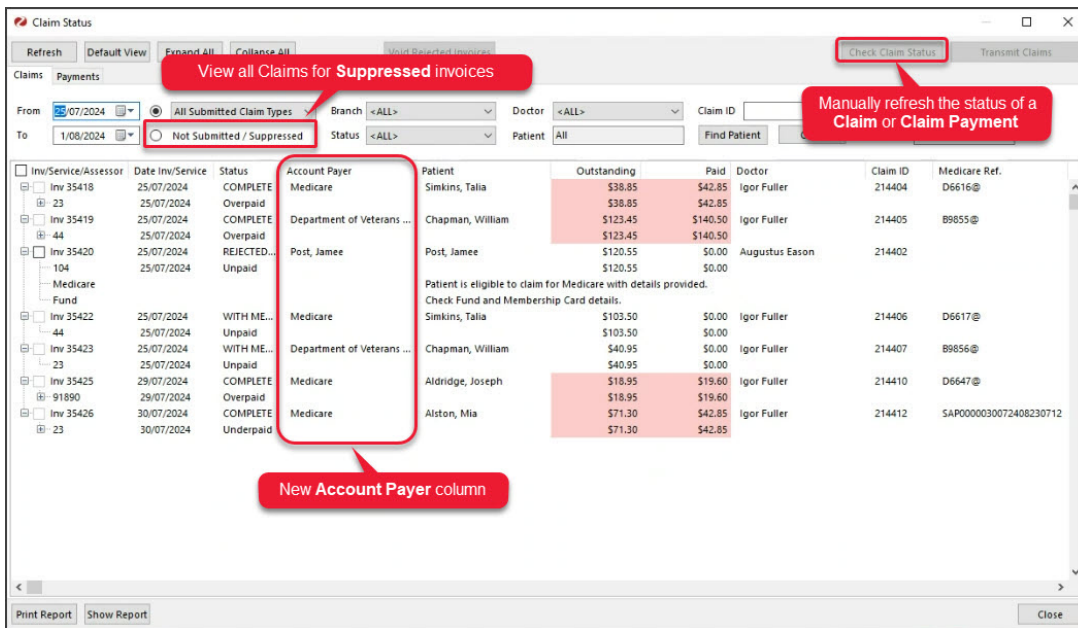 Claim Status
Refresh Default View Expand All Collapse All Void Rejected Invoices Check Claim Status Transmit Claims
View all Claims for Suppressed invoices
Claims Payments
Manually refresh the status of a
Claim or Claim Payment
From 25/07/2024 All Submitted Claim Types Branch <ALL> Doctor <ALL> Claim ID
To 1/08/2024 Not Submitted / Suppressed Status <ALL> Patient All Find Patient
Inv/Service/Assessor Date Inv/Service Status Account Payer Patient Outstanding Paid Doctor Claim ID Medicare Ref.
Inv 35418 25/07/2024 COMPLETE Medicare Simkins, Talia $38.85 $42.85 Igor Fuller 214404 D6616@
23 25/07/2024 Overpaid $38.85 $42.85
Inv 35419 25/07/2024 COMPLETE Department of Veterans ... Chapman, William $123.45 $140.50 Igor Fuller 214405 B9855@
44 25/07/2024 Overpaid $123.45 $140.50
Inv 35420 25/07/2024 REJECTED... Post, Jamee Post, Jamee $120.55 $0.00 Augustus Eason 214402
104 25/07/2024 Unpaid $120.55 $0.00
Medicare Patient is eligible to claim for Medicare with details provided.
Fund Check Fund and Membership Card details.
Inv 35422 25/07/2024 WITH ME... Medicare Simkins, Talia $103.50 $0.00 Igor Fuller 214406 D6617@
44 25/07/2024 Unpaid $103.50 $0.00
Inv 35423 25/07/2024 WITH ME... Department of Veterans ... Chapman, William $40.95 $0.00 Igor Fuller 214407 B9856@
23 25/07/2024 Unpaid $40.95 $0.00
Inv 35425 29/07/2024 COMPLETE Medicare Aldridge, Joseph $18.95 $19.60 Igor Fuller 214410 D6647@
91890 29/07/2024 Overpaid $18.95 $19.60
Inv 35426 30/07/2024 COMPLETE Medicare Alston, Mia $71.30 $42.85 Igor Fuller 214412 SAP0000030072408230712
23 30/07/2024 Underpaid $71.30 $42.85
New Account Payer column
Print Report Show Report Close